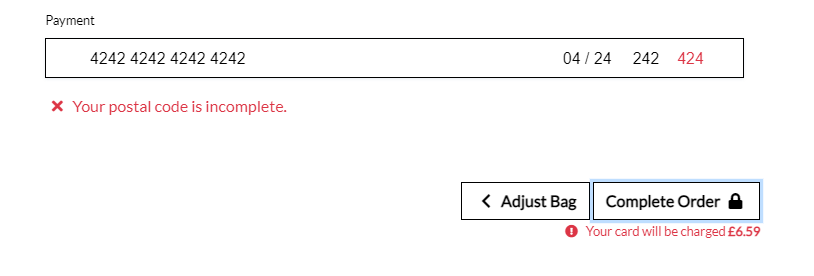 Payment
4242 4242 4242 4242 04 / 24 242 424
Your postal code is incomplete.
Adjust Bag Complete Order
Your card will be charged £6.59